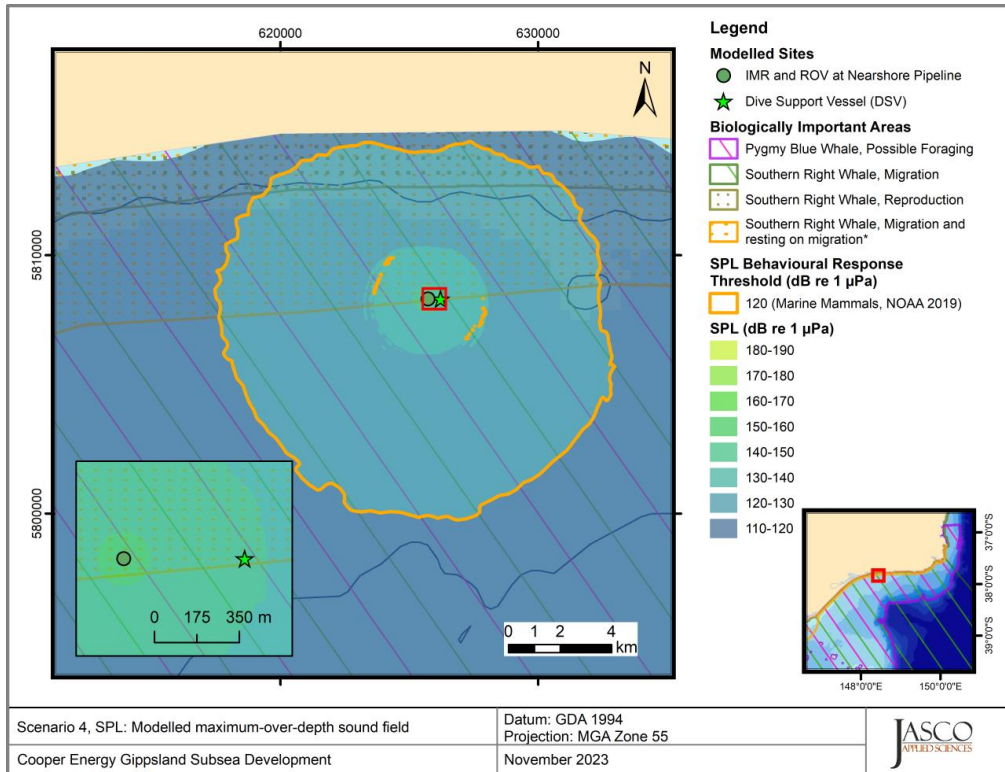 620000
630000
5810000
5800000
N
0 175 350 m
0 1 2 4
km
Legend
Modelled Sites
IMR and ROV at Nearshore Pipeline
Dive Support Vessel (DSV)
Biologically Important Areas
Pygmy Blue Whale, Possible Foraging
Southern Right Whale, Migration
Southern Right Whale, Reproduction
Southern Right Whale, Migration and
resting on migration*
SPL Behavioural Response
Threshold (dB re 1 µPa)
120 (Marine Mammals, NOAA 2019)
SPL (dB re 1 µPa)
180-190
170-180
160-170
150-160
140-150
130-140
120-130
110-120
37°0'0"S
38°0'0"S
39°0'0"S
148°0'0"E
150°0'0"E
Scenario 4, SPL: Modelled maximum-over-depth sound field
Datum: GDA 1994
Projection: MGA Zone 55
Cooper Energy Gippsland Subsea Development
November 2023
JASCO
APPLIED SCIENCES